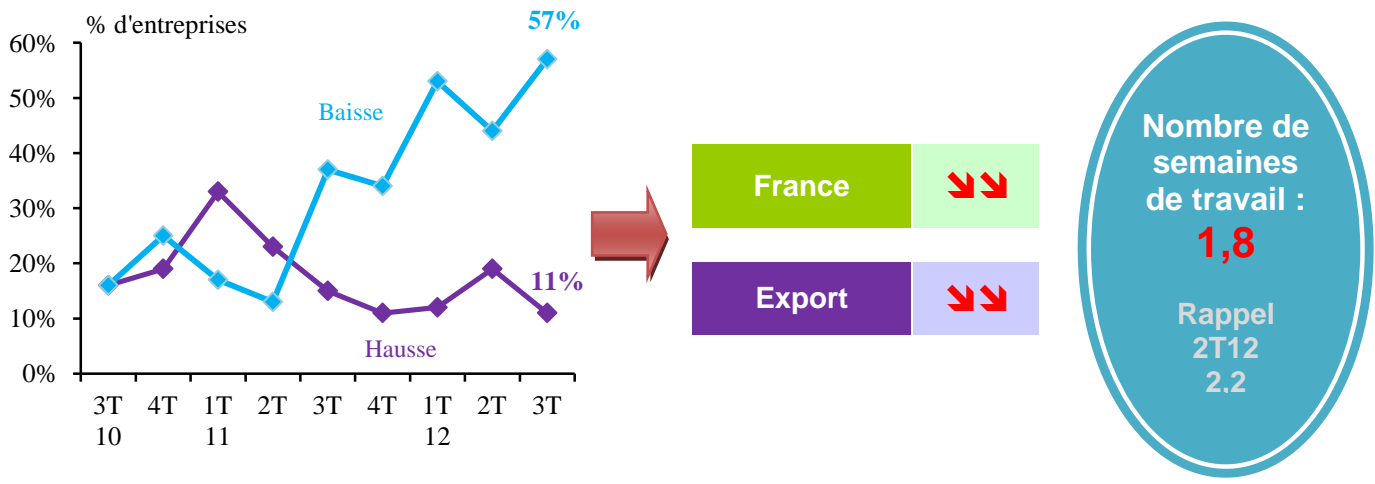 % d'entreprises
57%
60%
50%
40%
30%
20%
10%
0%
Baisse
11%
Hausse
3T 4T 1T 2T 3T 4T 1T 2T 3T
10 11 12
France
Export
Nombre de
semaines
de travail :
1,8
Rappel
2T12
2,2